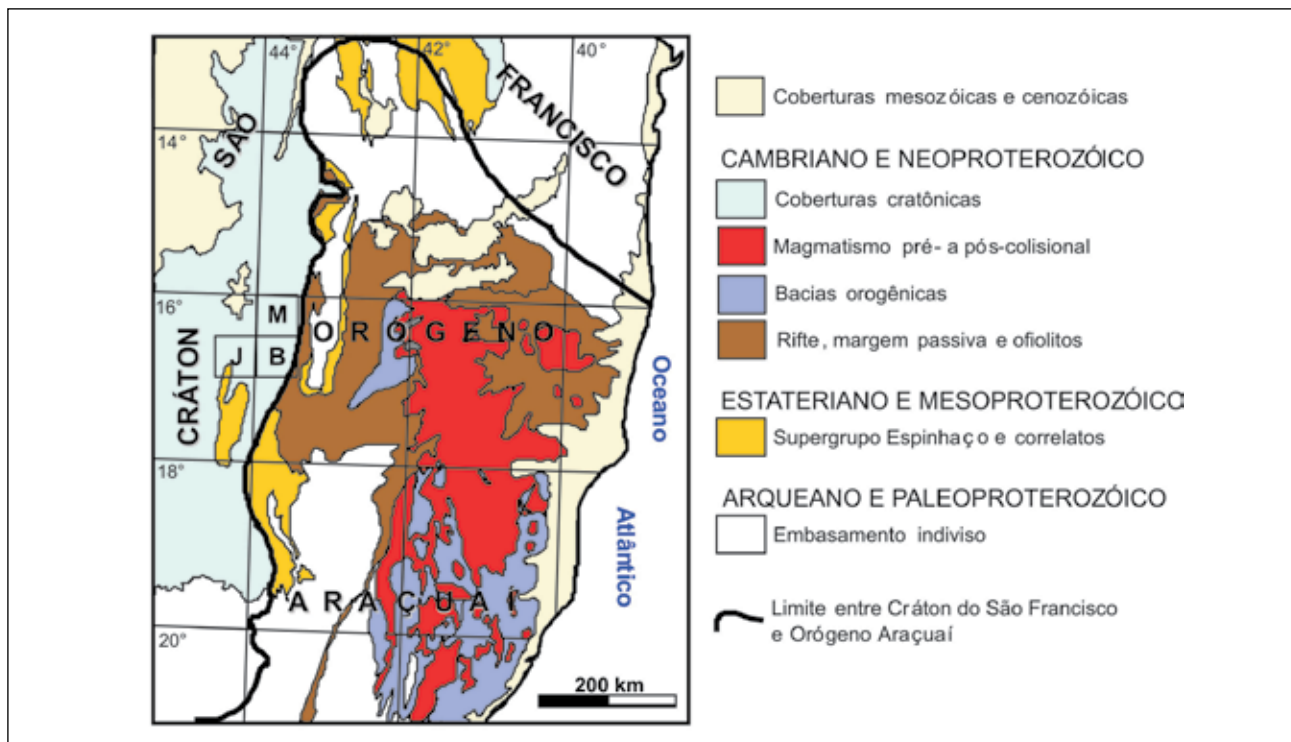 44°
42°
40°
14°
16°
18°
20°
SÃO
FRANCISCO
CRÁTON
M
J
B
OROGENO
ARAÇUAÍ
Oceano
Atlântico
200 km
Coberturas mesozóicas e cenozóicas
CAMBRIANO E NEOPROTEROZÓICO
Coberturas cratônicas
Magmatismo pré- a pós-colisional
Bacias orogênicas
Rifte, margem passiva e ofiolitos
ESTATERIANO E MESOPROTEROZÓICO
Supergrupo Espinhaço e correlatos
ARQUEANO E PALEOPROTEROZÓICO
Embasamento indiviso
Limite entre Cráton do São Francisco
e Orógeno Araçuaí